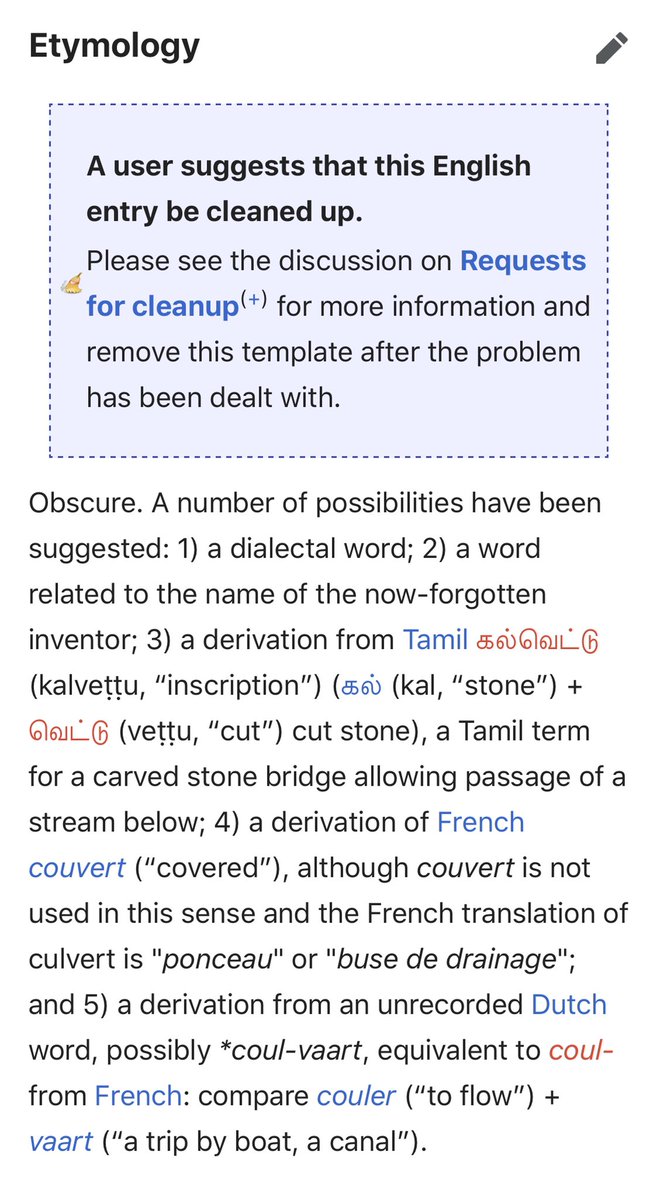 Etymology
A user suggests that this English
entry be cleaned up.
Please see the discussion on Requests
for cleanup(+) for more information and
remove this template after the problem
has been dealt with.
Obscure. A number of possibilities have been
suggested: 1) a dialectal word; 2) a word
related to the name of the now-forgotten
inventor; 3) a derivation from Tamil கல்வெட்டு
(kalveṭṭu, “inscription”) (கல் (kal, “stone”) +
வெட்டு (veṭṭu, “cut”) cut stone), a Tamil term
for a carved stone bridge allowing passage of a
stream below; 4) a derivation of French
couvert (“covered”), although couvert is not
used in this sense and the French translation of
culvert is "ponceau" or "buse de drainage";
and 5) a derivation from an unrecorded Dutch
word, possibly *coul-vaart, equivalent to coul-
from French: compare couler (“to flow”) +
vaart (“a trip by boat, a canal”).